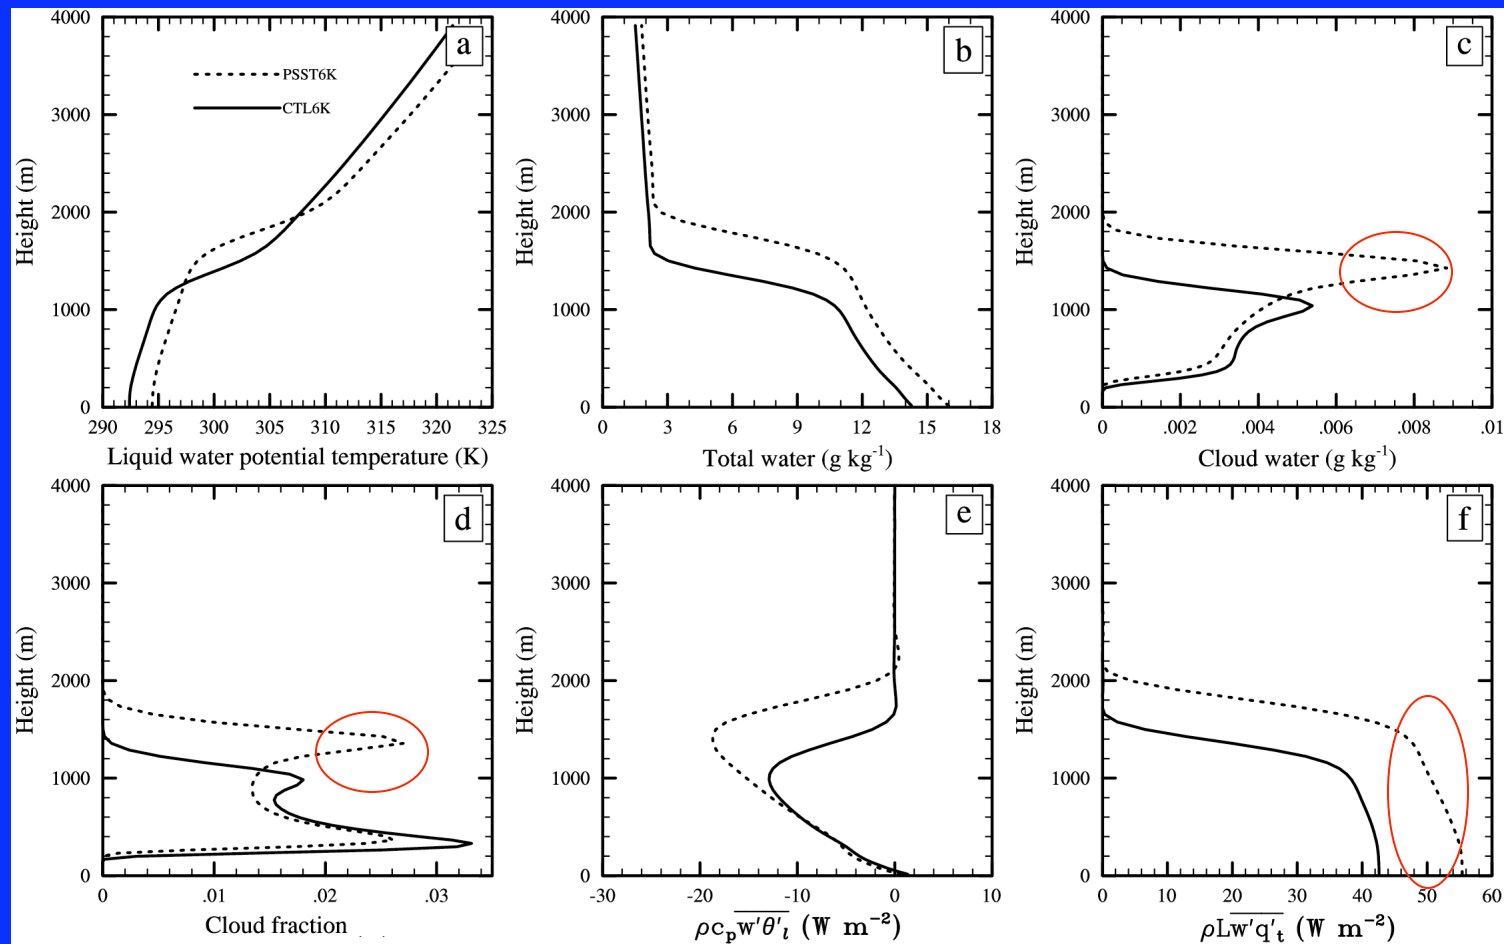 4000 3000 2000 1000 0
Height (m)
a
PSST6K
CTL6K
290 295 300 305 310 315 320 325
Liquid water potential temperature (K)
4000 3000 2000 1000 0
Height (m)
b
0 3 6 9 12 15 18
Total water (g kg⁻¹)
4000 3000 2000 1000 0
Height (m)
c
0 .002 .004 .006 .008 .01
Cloud water (g kg⁻¹)
4000 3000 2000 1000 0
Height (m)
d
0 .01 .02 .03
Cloud fraction
4000 3000 2000 1000 0
Height (m)
e
-30 -20 -10 0 10
ρc_p w'θ'_l (W m⁻²)
4000 3000 2000 1000 0
Height (m)
f
0 10 20 30 40 50 60
ρLw'q'_t (W m⁻²)